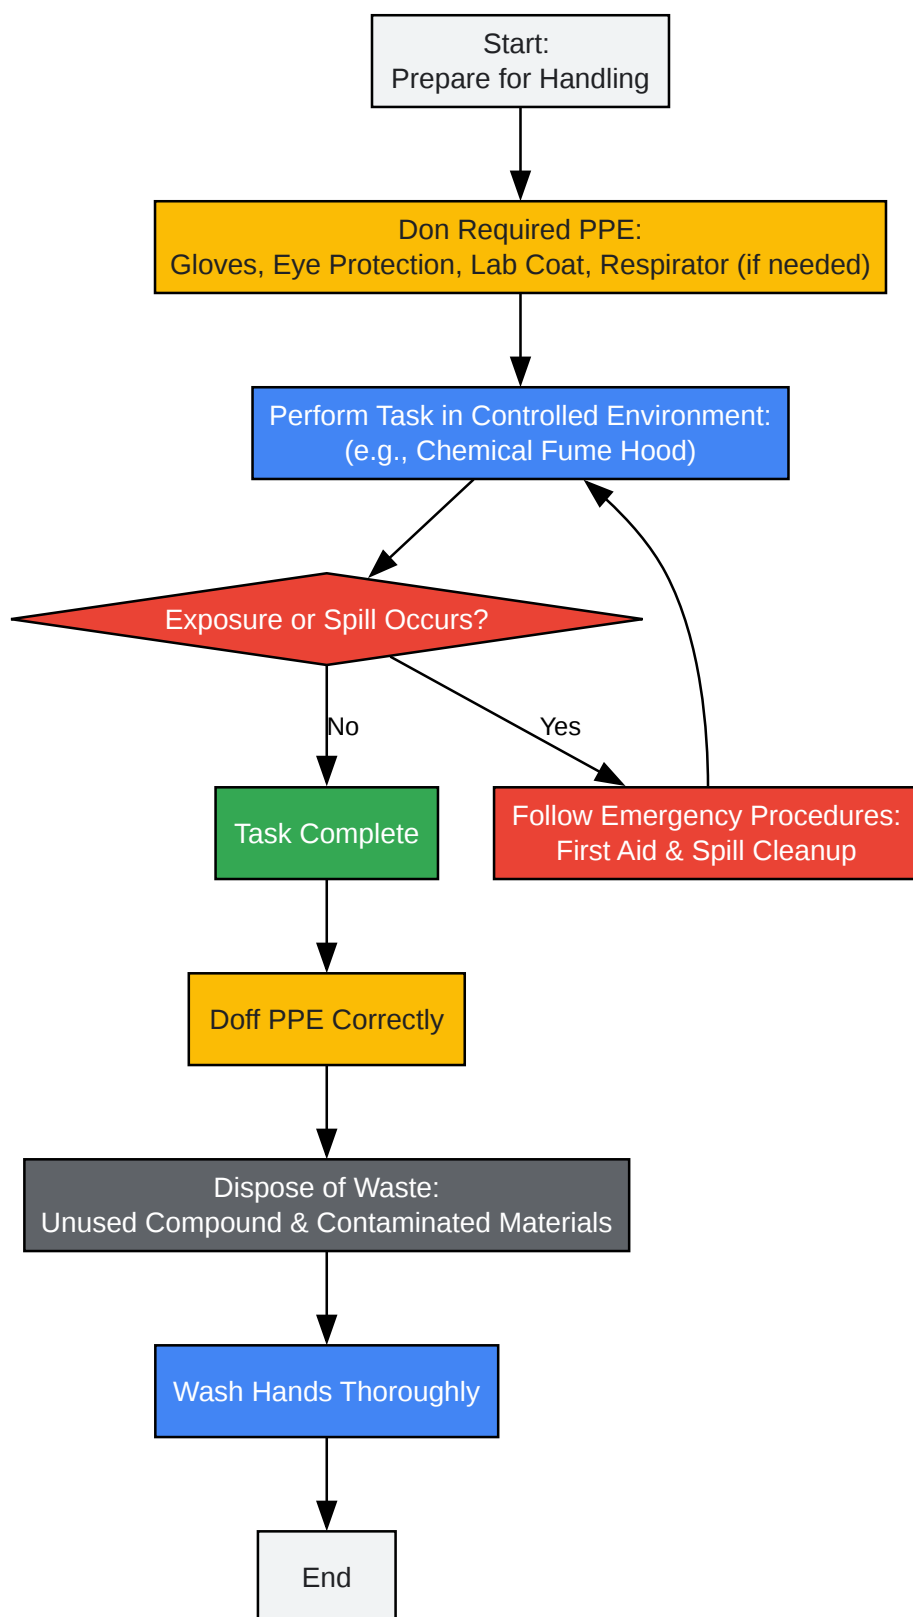 Start:
Prepare for Handling
Don Required PPE:
Gloves, Eye Protection, Lab Coat, Respirator (if needed)
Perform Task in Controlled Environment:
(e.g., Chemical Fume Hood)
Exposure or Spill Occurs?
No
Yes
Task Complete
Follow Emergency Procedures:
First Aid & Spill Cleanup
Doff PPE Correctly
Dispose of Waste:
Unused Compound & Contaminated Materials
Wash Hands Thoroughly
End